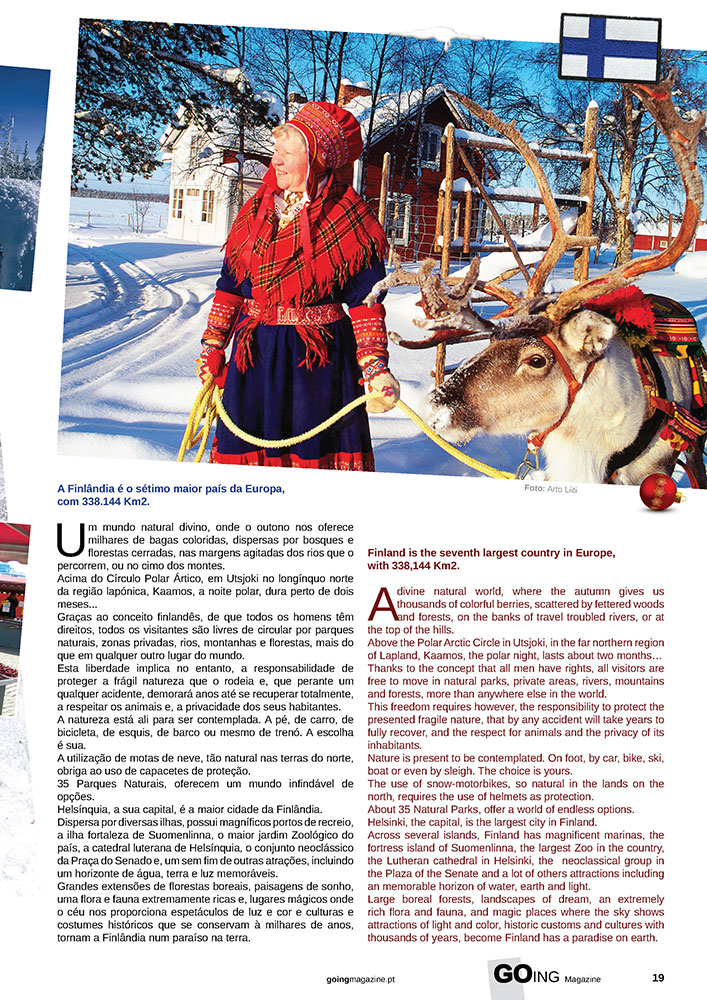 Foto: Arto Liiti
A Finlândia é o sétimo maior país da Europa,
com 338.144 Km2.
Um mundo natural divino, onde o outono nos oferece
milhares de bagas coloridas, dispersas por bosques e
florestas cerradas, nas margens agitadas dos rios que o
percorrem, ou no cimo dos montes.
Acima do Círculo Polar Ártico, em Utsjoki no longínquo norte
da região lapónica, Kaamos, a noite polar, dura perto de dois
meses...
Graças ao conceito finlandês, de que todos os homens têm
direitos, todos os visitantes são livres de circular por parques
naturais, zonas privadas, rios, montanhas e florestas, mais do
que em qualquer outro lugar do mundo.
Esta liberdade implica no entanto, a responsabilidade de
proteger a frágil natureza que o rodeia e, que perante um
qualquer acidente, demorará anos até se recuperar totalmente,
a respeitar os animais e, a privacidade dos seus habitantes.
A natureza está ali para ser contemplada. A pé, de carro, de
bicicleta, de esquis, de barco ou mesmo de trenó. A escolha
é sua.
A utilização de motas de neve, tão natural nas terras do norte,
obriga ao uso de capacetes de proteção.
35 Parques Naturais, oferecem um mundo infindável de
opções.
Helsínquia, a sua capital, é a maior cidade da Finlândia.
Dispersa por diversas ilhas, possui magníficos portos de recreio,
a ilha fortaleza de Suomenlinna, o maior jardim Zoológico do
país, a catedral luterana de Helsínquia, o conjunto neoclássico
da Praça do Senado e, um sem fim de outras atrações, incluindo
um horizonte de água, terra e luz memoráveis.
Grandes extensões de florestas boreais, paisagens de sonho,
uma flora e fauna extremamente ricas e, lugares mágicos onde
o céu nos proporciona espetáculos de luz e cor e culturas e
costumes históricos que se conservam à milhares de anos,
tornam a Finlândia num paraíso na terra.
Finland is the seventh largest country in Europe,
with 338,144 Km2.
A divine natural world, where the autumn gives us
thousands of colorful berries, scattered by fettered woods
and forests, on the banks of travel troubled rivers, or at
the top of the hills.
Above the Polar Arctic Circle in Utsjoki, in the far northern region
of Lapland, Kaamos, the polar night, lasts about two months…
Thanks to the concept that all men have rights, all visitors are
free to move in natural parks, private areas, rivers, mountains
and forests, more than anywhere else in the world.
This freedom requires however, the responsibility to protect the
presented fragile nature, that by any accident will take years to
fully recover, and the respect for animals and the privacy of its
inhabitants.
Nature is present to be contemplated. On foot, by car, bike, ski,
boat or even by sleigh. The choice is yours.
The use of snow-motorbikes, so natural in the lands on the
north, requires the use of helmets as protection.
About 35 Natural Parks, offer a world of endless options.
Helsinki, the capital, is the largest city in Finland.
Across several islands, Finland has magnificent marinas, the
fortress island of Suomenlinna, the largest Zoo in the country,
the Lutheran cathedral in Helsinki, the neoclassical group in
the Plaza of the Senate and a lot of others attractions including
an memorable horizon of water, earth and light.
Large boreal forests, landscapes of dream, an extremely
rich flora and fauna, and magic places where the sky shows
attractions of light and color, historic customs and cultures with
thousands of years, become Finland has a paradise on earth.
goingmagazine.pt
GOING Magazine
19